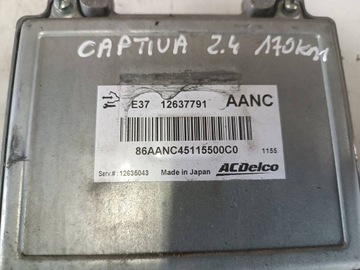 CAPTIVA 2.4 170KM
E37 12637791 AANC
86AANC45115500C0 1155
Serv.#: 12635043 Made in Japan ACDelco